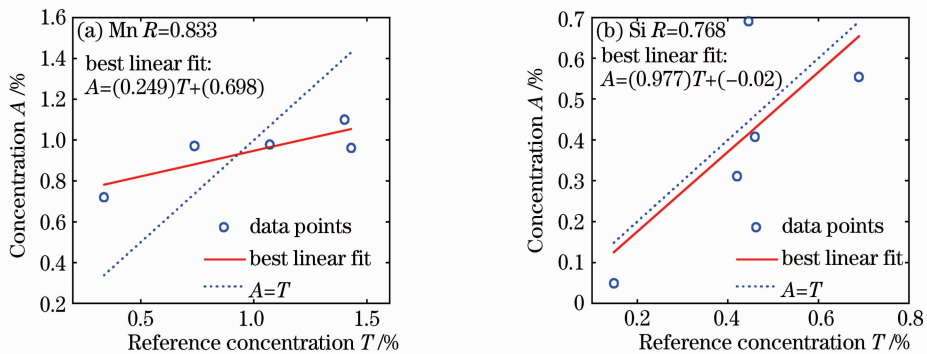 (a) Mn R=0.833
best linear fit:
A=(0.249)T+(0.698)
Concentration A /%
1.6
1.4
1.2
1.0
0.8
0.6
0.4
0.2
0.5
1.0
1.5
data points
best linear fit
A=T
Reference concentration T /%
(b) Si R=0.768
best linear fit:
A=(0.977)T+(-0.02)
Concentration A /%
0.7
0.6
0.5
0.4
0.3
0.2
0.1
0
0.2
0.4
0.6
0.8
data points
best linear fit
A=T
Reference concentration T /%